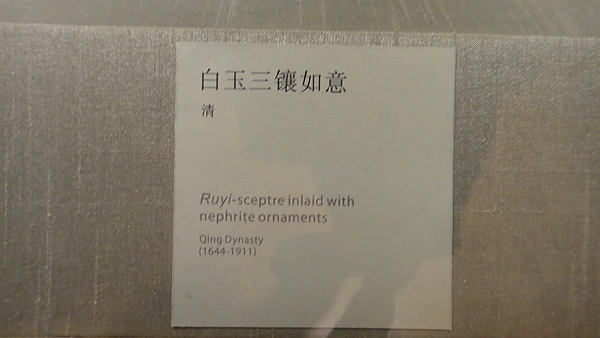 白玉三镶如意
清
Ruyi-sceptre inlaid with
nephrite ornaments
Qing Dynasty
(1644-1911)